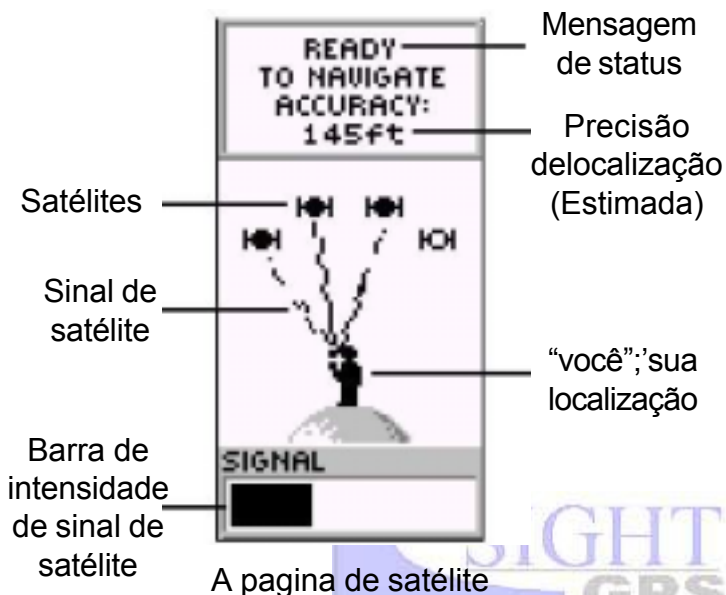 READY
TO NAVIGATE
ACCURACY:
145ft
Mensagem
de status
Precisão
delocalização
(Estimada)
Satélites
Sinal de
satélite
“você”;’sua
localização
Barra de
intensidade
de sinal de
satélite
SIGNAL
A pagina de satélite
SIGHT
GPS